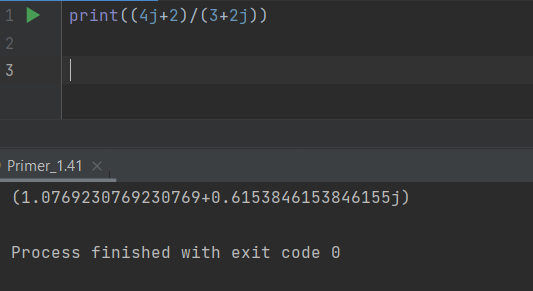 1 print((4j+2)/(3+2j))
2
3
Primer_1.41 ×
(1.0769230769230769+0.6153846153846155j)
Process finished with exit code 0